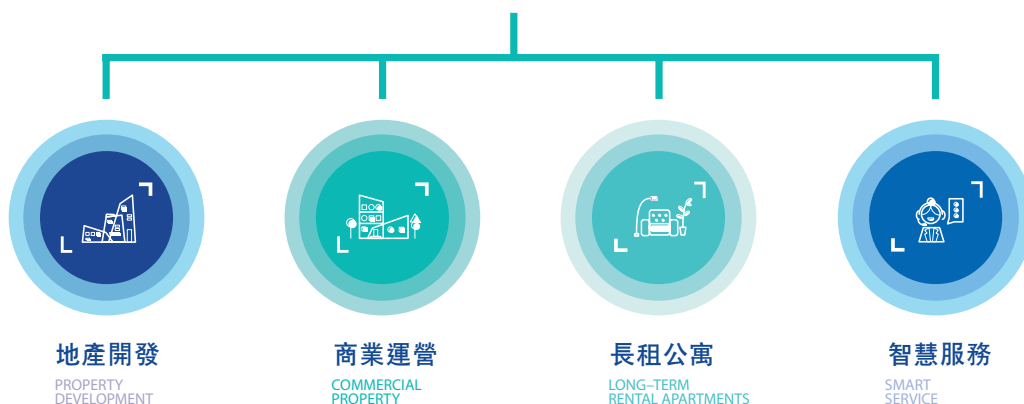 地產開發
PROPERTY
DEVELOPMENT
商業運營
COMMERCIAL
PROPERTY
長租公寓
LONG–TERM
RENTAL APARTMENTS
智慧服務
SMART
SERVICE